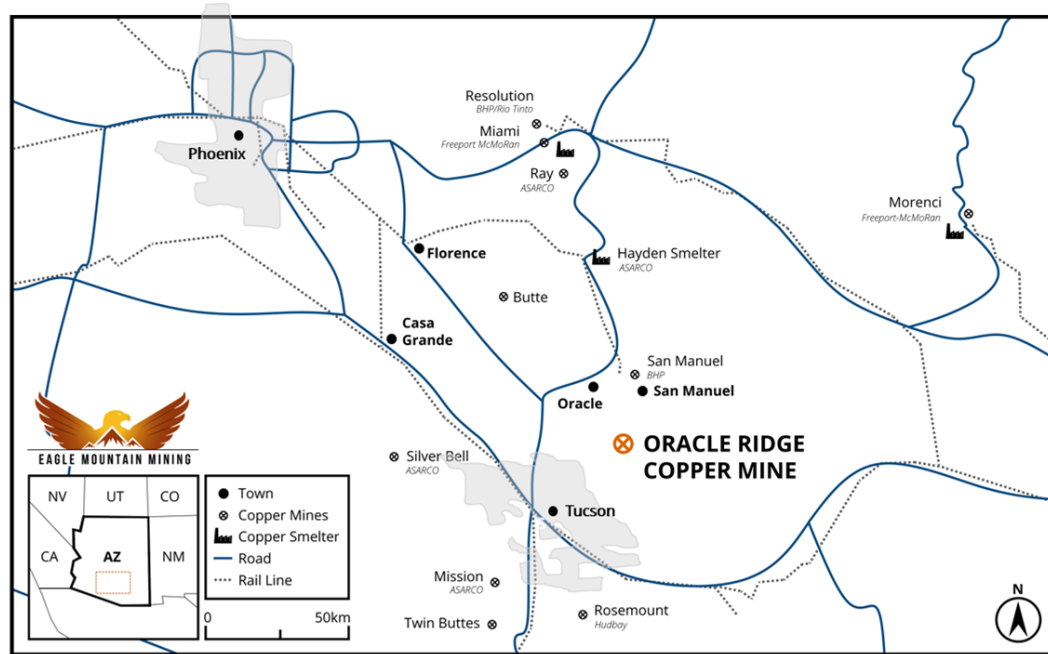 Resolution
BHP/Rio Tinto
Miami
Freeport McMoRan
Phoenix
Ray
ASARCO
Morenci
Freeport-McMoRan
Florence
Hayden Smelter
ASARCO
Butte
Casa
Grande
San Manuel
BHP
Oracle
San Manuel
ORACLE RIDGE
COPPER MINE
EAGLE MOUNTAIN MINING
Silver Bell
ASARCO
NV
UT
CO
CA
AZ
NM
Town
Copper Mines
Copper Smelter
Road
Rail Line
0
50km
Tucson
Mission
ASARCO
Twin Buttes
Rosemount
Hudbay
N